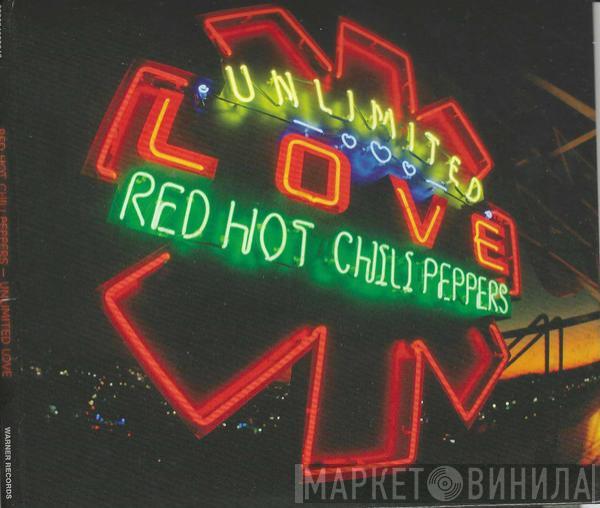 UNLIMITED
LOVE
RED HOT CHILI PEPPERS
RED HOT CHILI PEPPERS — UNLIMITED LOVE
WARNER RECORDS
МАРКЕТ ВИНИЛА